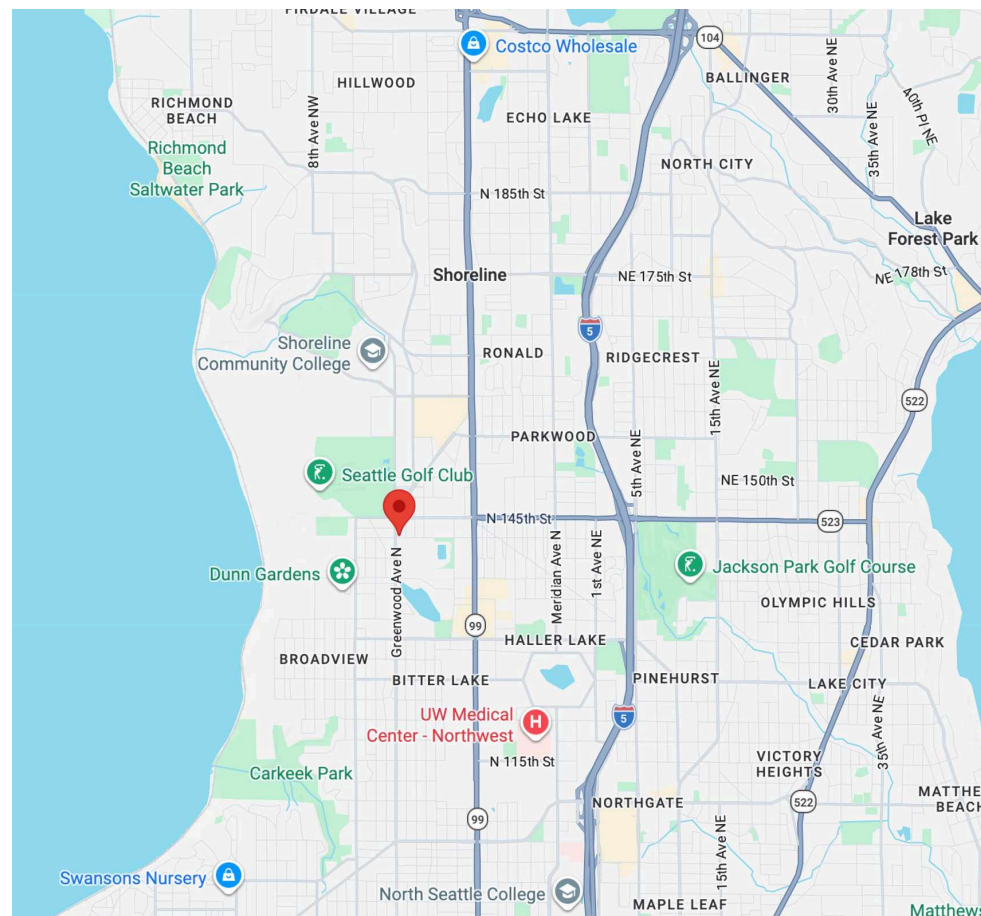 FIRDALE VILLAGE
104
Costco Wholesale
BALLINGER
30th Ave NE
HILLWOOD
40th Pl NE
RICHMOND
BEACH
8th Ave NW
ECHO LAKE
35th Ave NE
Richmond
Beach
Saltwater Park
NORTH CITY
N 185th St
Lake
Forest Park
Shoreline
NE 175th St
NE 178th St
5
Shoreline
Community College
RONALD
RIDGECREST
15th Ave NE
522
PARKWOOD
5th Ave NE
Seattle Golf Club
NE 150th St
N 145th St
523
Dunn Gardens
Greenwood Ave N
Meridian Ave N
1st Ave NE
Jackson Park Golf Course
OLYMPIC HILLS
99
HALLER LAKE
CEDAR PARK
BROADVIEW
BITTER LAKE
PINEHURST
LAKE CITY
UW Medical
Center - Northwest
H
5
35th Ave NE
N 115th St
VICTORY
HEIGHTS
Carkeek Park
NORTHGATE
522
MATTHE
BEACH
99
15th Ave NE
Swansons Nursery
North Seattle College
MAPLE LEAF
Matthews